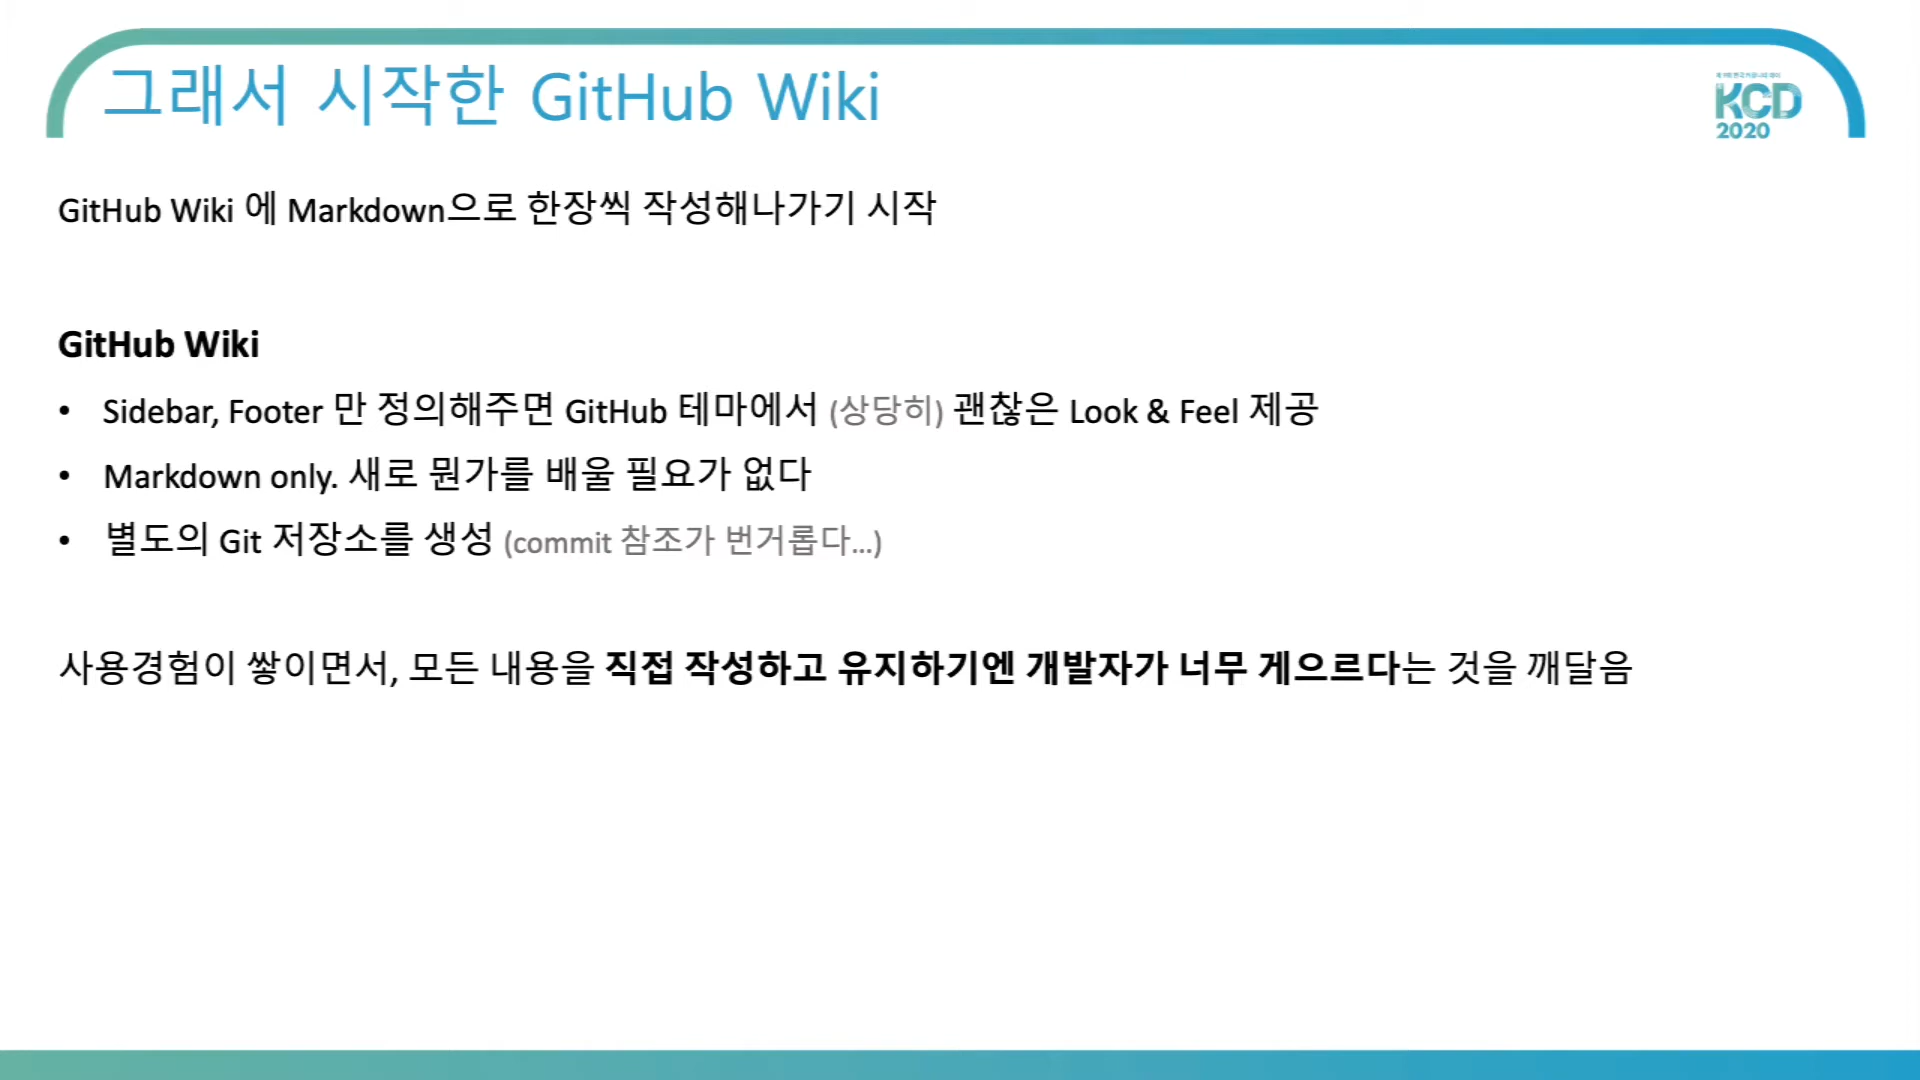 그래서 시작한 GitHub Wiki
KCD
2020
GitHub Wiki 에 Markdown으로 한장씩 작성해나가기 시작
GitHub Wiki
• Sidebar, Footer 만 정의해주면 GitHub 테마에서 (상당히) 괜찮은 Look & Feel 제공
• Markdown only. 새로 뭔가를 배울 필요가 없다
• 별도의 Git 저장소를 생성 (commit 참조가 번거롭다...)
사용경험이 쌓이면서, 모든 내용을 직접 작성하고 유지하기엔 개발자가 너무 게으르다는 것을 깨달음